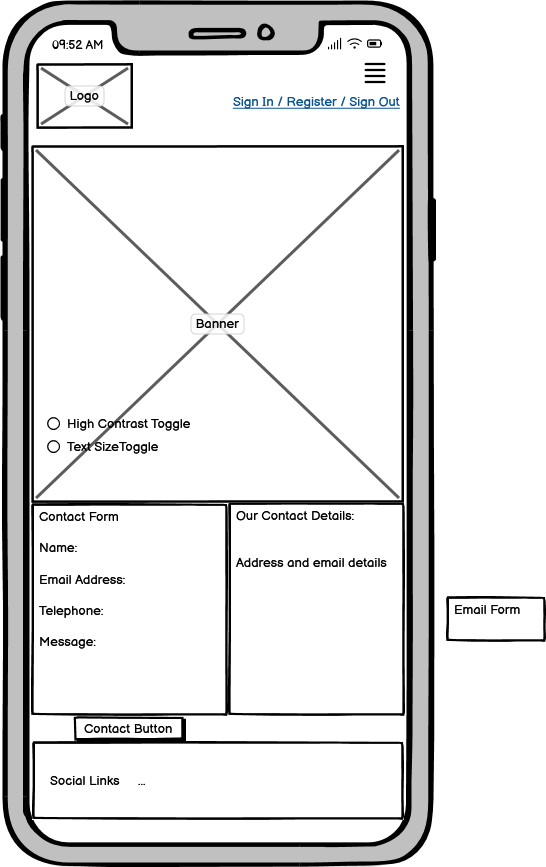 09:52 AM
Logo
Sign In / Register / Sign Out
Banner
High Contrast Toggle
Text SizeToggle
Contact Form
Name:
Email Address:
Telephone:
Message:
Our Contact Details:
Address and email details
Email Form
Contact Button
Social Links ...